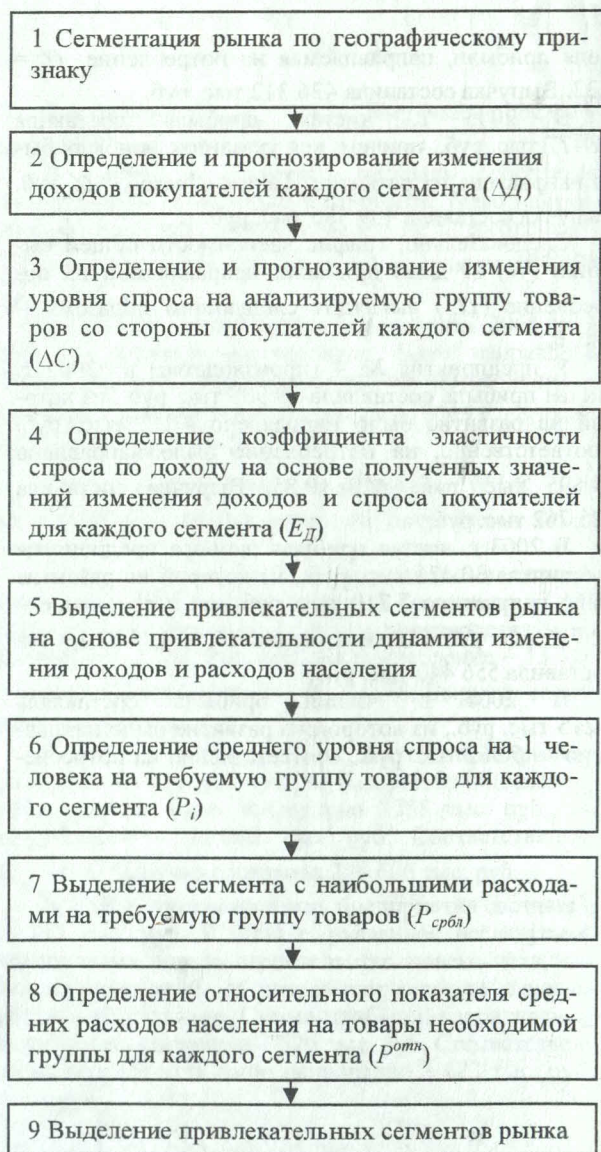 1 Сегментация рынка по географическому при-
знаку
2 Определение и прогнозирование изменения
доходов покупателей каждого сегмента (ΔД)
3 Определение и прогнозирование изменения
уровня спроса на анализируемую группу това-
ров со стороны покупателей каждого сегмента
(ΔС)
4 Определение коэффициента эластичности
спроса по доходу на основе полученных значе-
ний изменения доходов и спроса покупателей
для каждого сегмента (E_Д)
5 Выделение привлекательных сегментов рынка
на основе привлекательности динамики измене-
ния доходов и расходов населения
6 Определение среднего уровня спроса на 1 че-
ловека на требуемую группу товаров для каждо-
го сегмента (P_i)
7 Выделение сегмента с наибольшими расхода-
ми на требуемую группу товаров (P_србл)
8 Определение относительного показателя сред-
них расходов населения на товары необходимой
группы для каждого сегмента (P^отн)
9 Выделение привлекательных сегментов рынка